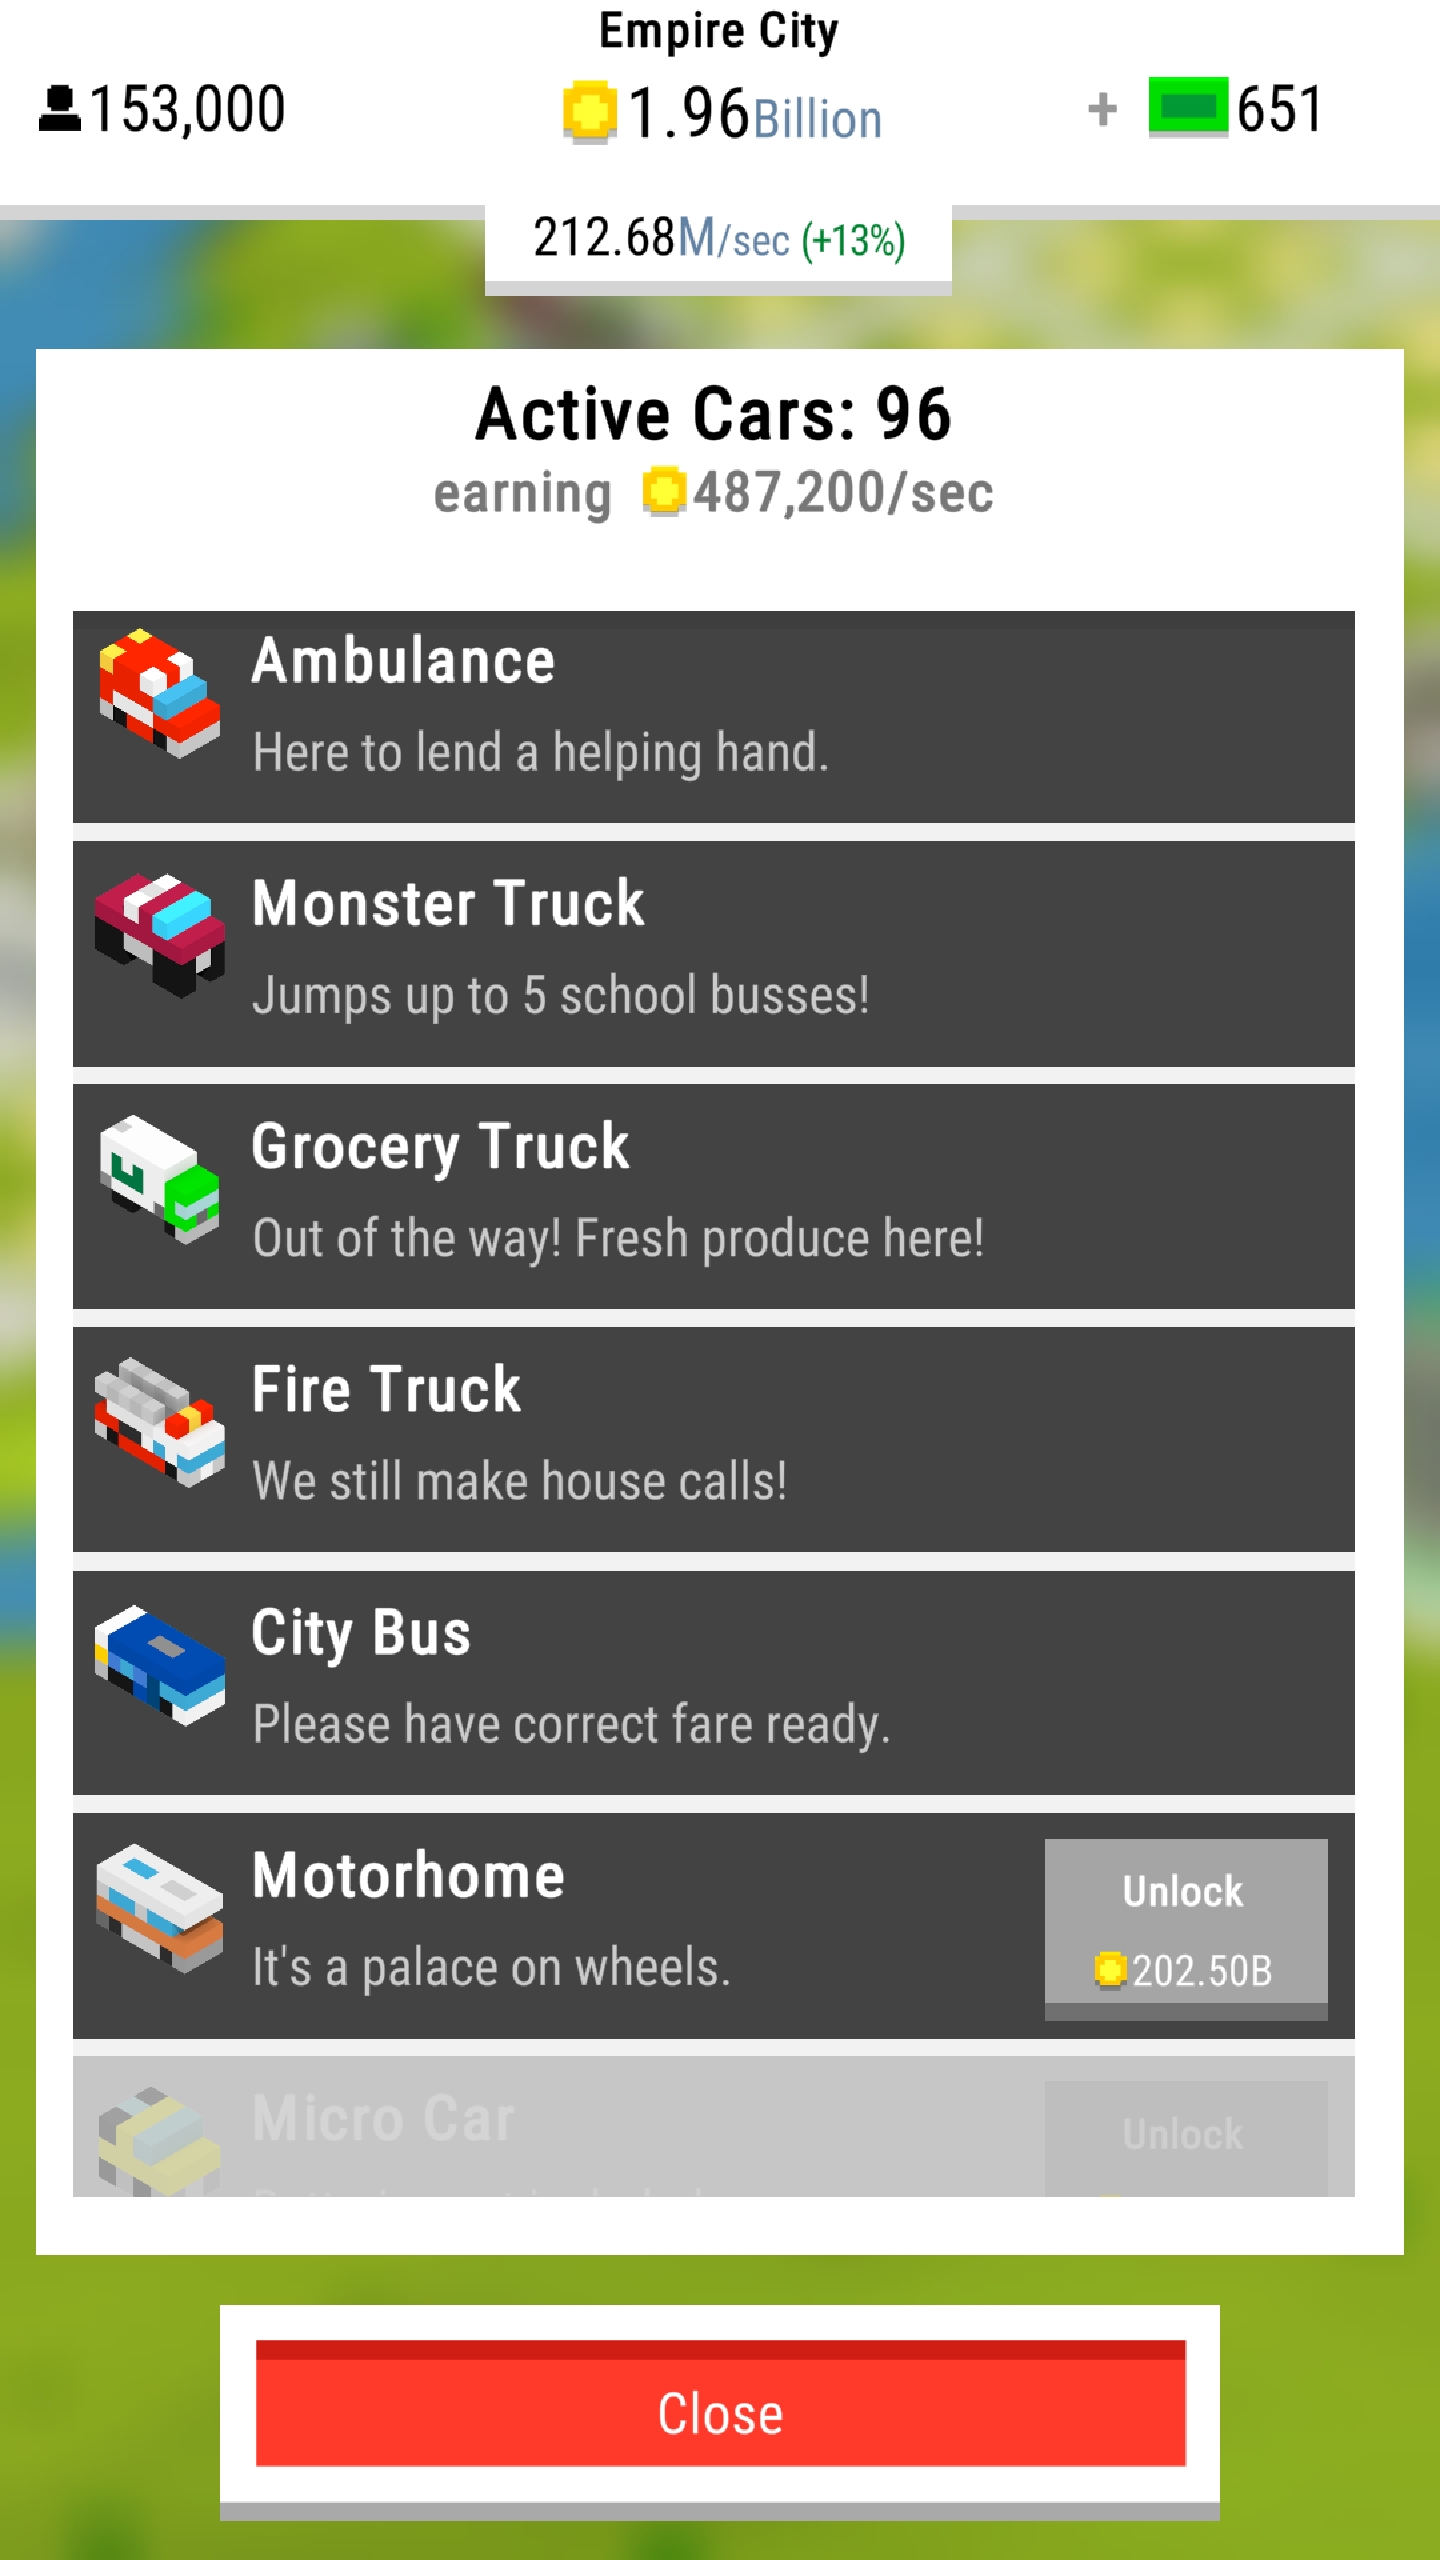 Empire City
153,000
1.96Billion
+ 651
212.68M/sec (+13%)
Active Cars: 96
earning 487,200/sec
Ambulance
Here to lend a helping hand.
Monster Truck
Jumps up to 5 school busses!
Grocery Truck
Out of the way! Fresh produce here!
Fire Truck
We still make house calls!
City Bus
Please have correct fare ready.
Motorhome
It's a palace on wheels.
Unlock
202.50B
Micro Car
Unlock
Close